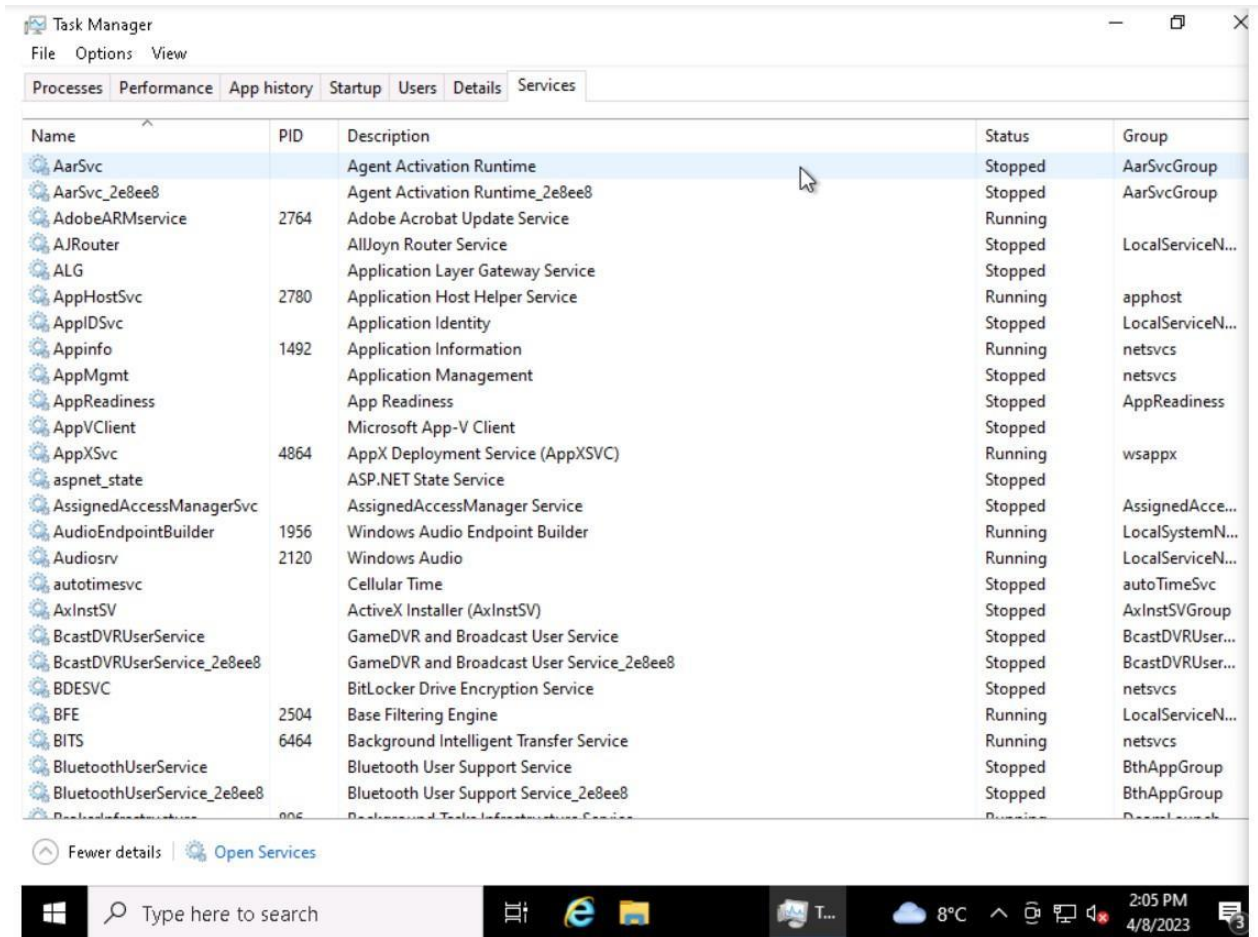 Task Manager
File Options View
Processes Performance App history Startup Users Details Services
Name PID Description Status Group
AarSvc Agent Activation Runtime Stopped AarSvcGroup
AarSvc_2e8ee8 Agent Activation Runtime_2e8ee8 Stopped AarSvcGroup
AdobeARMservice 2764 Adobe Acrobat Update Service Running
AJRouter AllJoyn Router Service Stopped LocalServiceN...
ALG Application Layer Gateway Service Stopped
AppHostSvc 2780 Application Host Helper Service Running apphost
AppIDSvc Application Identity Stopped LocalServiceN...
Appinfo 1492 Application Information Running netsvcs
AppMgmt Application Management Stopped netsvcs
AppReadiness App Readiness Stopped AppReadiness
AppVClient Microsoft App-V Client Stopped
AppXSvc 4864 AppX Deployment Service (AppXSVC) Running wsappx
aspnet_state ASP.NET State Service Stopped
AssignedAccessManagerSvc AssignedAccessManager Service Stopped AssignedAcce...
AudioEndpointBuilder 1956 Windows Audio Endpoint Builder Running LocalSystemN...
Audiosrv 2120 Windows Audio Running LocalServiceN...
autotimesvc Cellular Time Stopped autoTimeSvc
AxInstSV ActiveX Installer (AxInstSV) Stopped AxInstSVGroup
BcastDVRUserService GameDVR and Broadcast User Service Stopped BcastDVRUser...
BcastDVRUserService_2e8ee8 GameDVR and Broadcast User Service_2e8ee8 Stopped BcastDVRUser...
BDESVC BitLocker Drive Encryption Service Stopped netsvcs
BFE 2504 Base Filtering Engine Running LocalServiceN...
BITS 6464 Background Intelligent Transfer Service Running netsvcs
BluetoothUserService Bluetooth User Support Service Stopped BthAppGroup
BluetoothUserService_2e8ee8 Bluetooth User Support Service_2e8ee8 Stopped BthAppGroup
BrokerInfrastructure 896 Background Tasks Infrastructure Service Running DcomLaunch
Fewer details Open Services
Type here to search T... 8°C 2:05 PM
4/8/2023 3